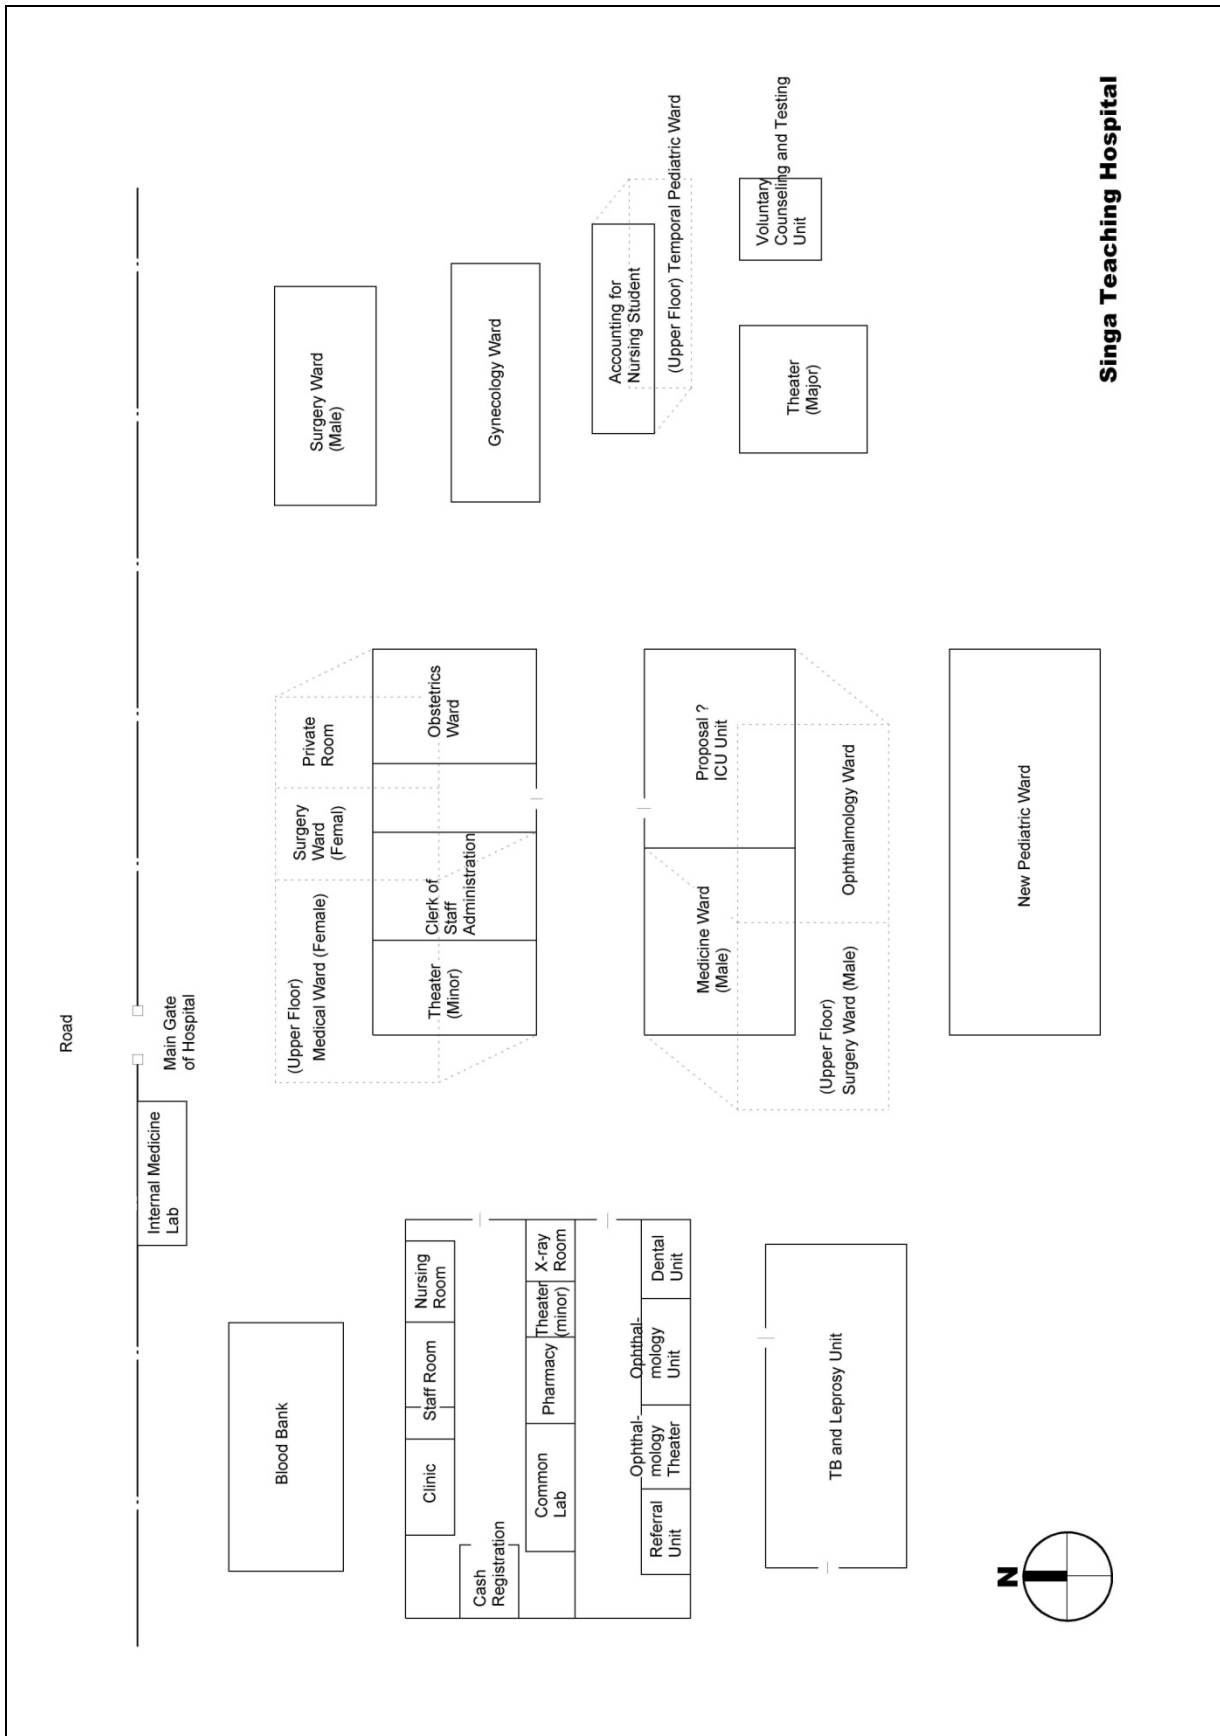 Road
Main Gate
of Hospital
Internal Medicine
Lab
Blood Bank
Clinic
Staff Room
Nursing
Room
Cash
Registration
Common
Lab
Pharmacy
Theater
(minor)
X-ray
Room
Referral
Unit
Ophthal-
mology
Theater
Ophthal-
mology
Unit
Dental
Unit
TB and Leprosy Unit
(Upper Floor)
Medical Ward (Female)
Surgery
Ward
(Femal)
Private
Room
Theater
(Minor)
Clerk of
Staff
Administration
Obstetrics
Ward
Medicine Ward
(Male)
Proposal ?
ICU Unit
(Upper Floor)
Surgery Ward (Male)
Ophthalmology Ward
New Pediatric Ward
Surgery Ward
(Male)
Gynecology Ward
Accounting for
Nursing Student
(Upper Floor) Temporal Pediatric Ward
Theater
(Major)
Voluntary
Counseling and Testing
Unit
N
Singa Teaching Hospital